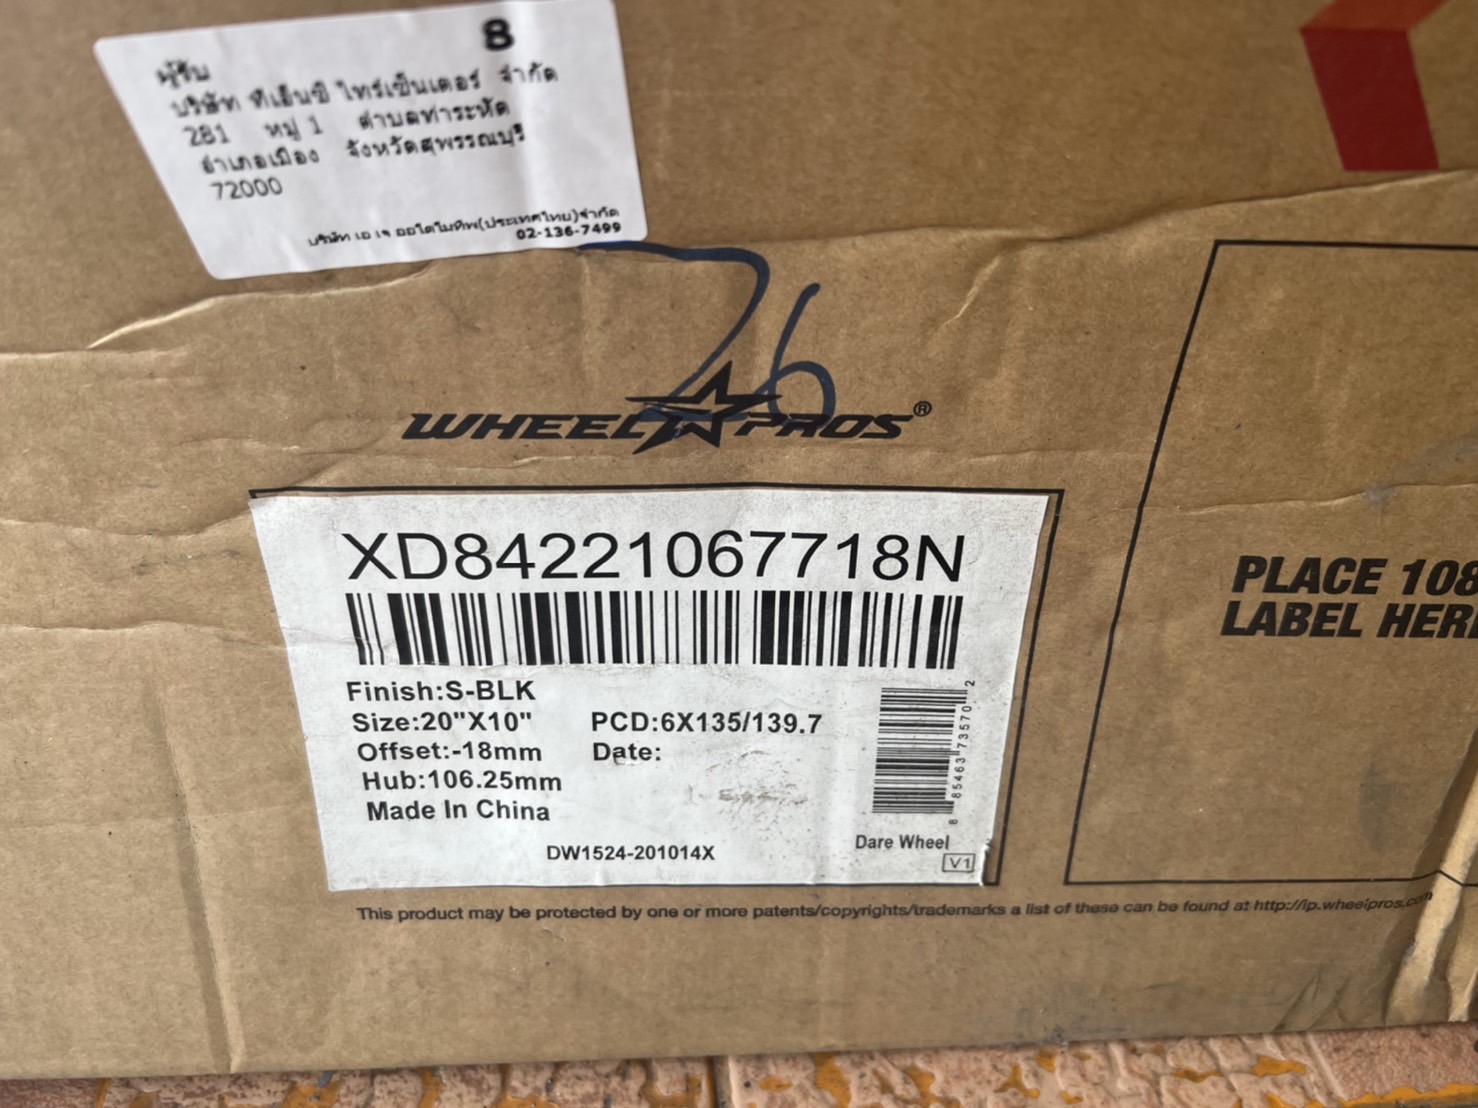 8
ผู้รับ
บริษัท ทีเอ็นซี ไทร์เซ็นเตอร์ จำกัด
281 หมู่ 1 ตำบลท่าระหัด
อำเภอเมือง จังหวัดสุพรรณบุรี
72000
บริษัท เอ เจ ออโตโมทีพ(ประเทศไทย)จำกัด
02-136-7499
26
WHEEL PROS®
XD84221067718N
Finish:S-BLK
Size:20"X10" PCD:6X135/139.7
Offset:-18mm Date:
Hub:106.25mm
Made In China
8 85463 73570 2
DW1524-201014X
Dare Wheel
V1
This product may be protected by one or more patents/copyrights/trademarks a list of these can be found at http://ip.wheelpros.com
PLACE 108
LABEL HERE